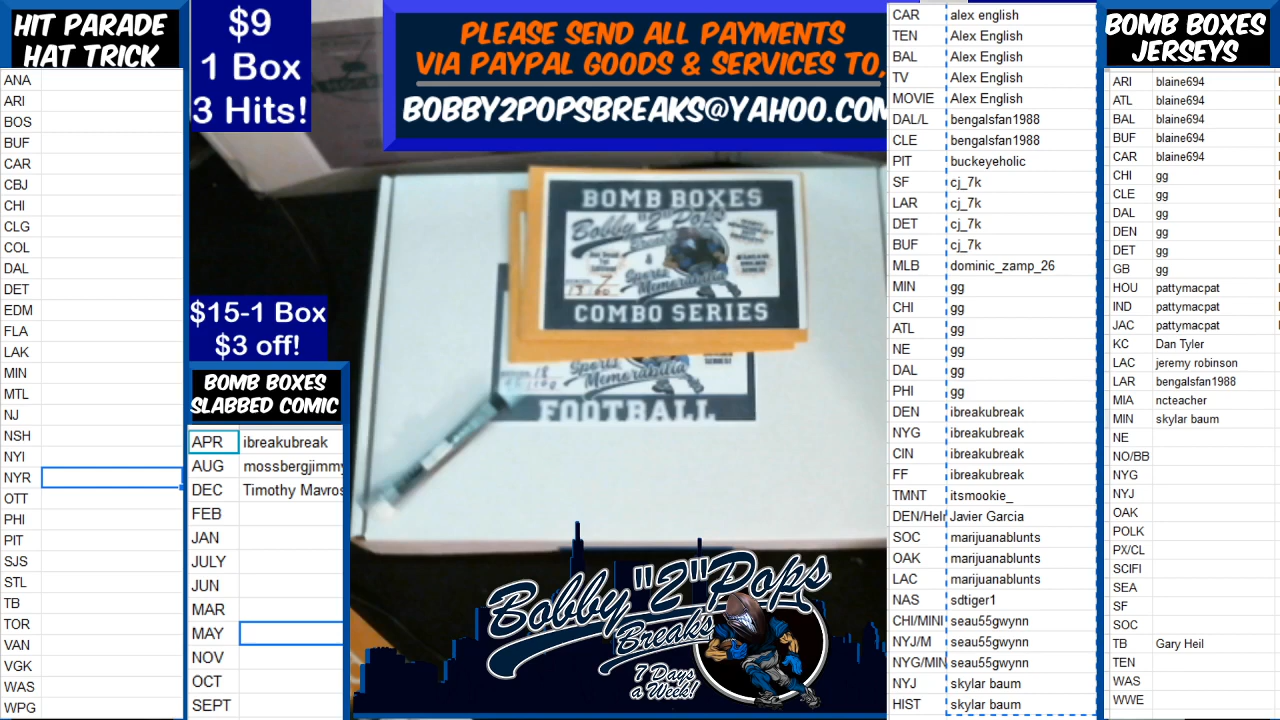 HIT PARADE
HAT TRICK
ANA
ARI
BOS
BUF
CAR
CBJ
CHI
CLG
COL
DAL
DET
EDM
FLA
LAK
MIN
MTL
NJ
NSH
NYI
NYR
OTT
PHI
PIT
SJS
STL
TB
TOR
VAN
VGK
WAS
WPG
$9
1 Box
3 Hits!
$15-1 Box
$3 off!
BOMB BOXES
SLABBED COMIC
APR ibreakubreak
AUG mossbergjimmy
DEC Timothy Mavros
FEB
JAN
JULY
JUN
MAR
MAY
NOV
OCT
SEPT
PLEASE SEND ALL PAYMENTS
VIA PAYPAL GOODS & SERVICES TO,
BOBBY2POPSBREAKS@YAHOO.COM
BOMB BOXES
Bobby "2" Pops
Sports
Memorabilia
COMBO SERIES
Sports
Memorabilia
FOOTBALL
Bobby "2" Pops
Breaks
7 Days
a Week!
CAR alex english
TEN Alex English
BAL Alex English
TV Alex English
MOVIE Alex English
DAL/L bengalsfan1988
CLE bengalsfan1988
PIT buckeyeholic
SF cj_7k
LAR cj_7k
DET cj_7k
BUF cj_7k
MLB dominic_zamp_26
MIN gg
CHI gg
ATL gg
NE gg
DAL gg
PHI gg
DEN ibreakubreak
NYG ibreakubreak
CIN ibreakubreak
FF ibreakubreak
TMNT itsmookie_
DEN/Helm Javier Garcia
SOC marijuanablunts
OAK marijuanablunts
LAC marijuanablunts
NAS sdtiger1
CHI/MINI seau55gwynn
NYJ/M seau55gwynn
NYG/MIN seau55gwynn
NYJ skylar baum
HIST skylar baum
BOMB BOXES
JERSEYS
ARI blaine694
ATL blaine694
BAL blaine694
BUF blaine694
CAR blaine694
CHI gg
CLE gg
DAL gg
DEN gg
DET gg
GB gg
HOU pattymacpat
IND pattymacpat
JAC pattymacpat
KC Dan Tyler
LAC jeremy robinson
LAR bengalsfan1988
MIA ncteacher
MIN skylar baum
NE
NO/BB
NYG
NYJ
OAK
POLK
PX/CL
SCIFI
SEA
SF
SOC
TB Gary Heil
TEN
WAS
WWE